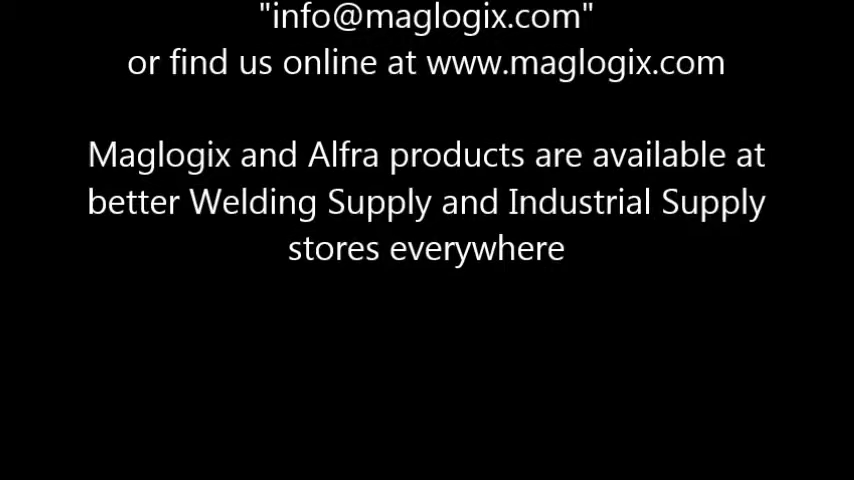 "info@maglogix.com"
or find us online at www.maglogix.com
Maglogix and Alfra products are available at
better Welding Supply and Industrial Supply
stores everywhere